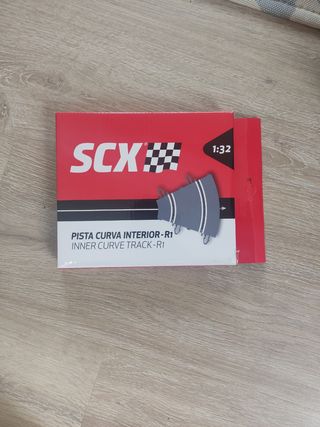 SCX
1:32
PISTA CURVA INTERIOR-R1
INNER CURVE TRACK-R1